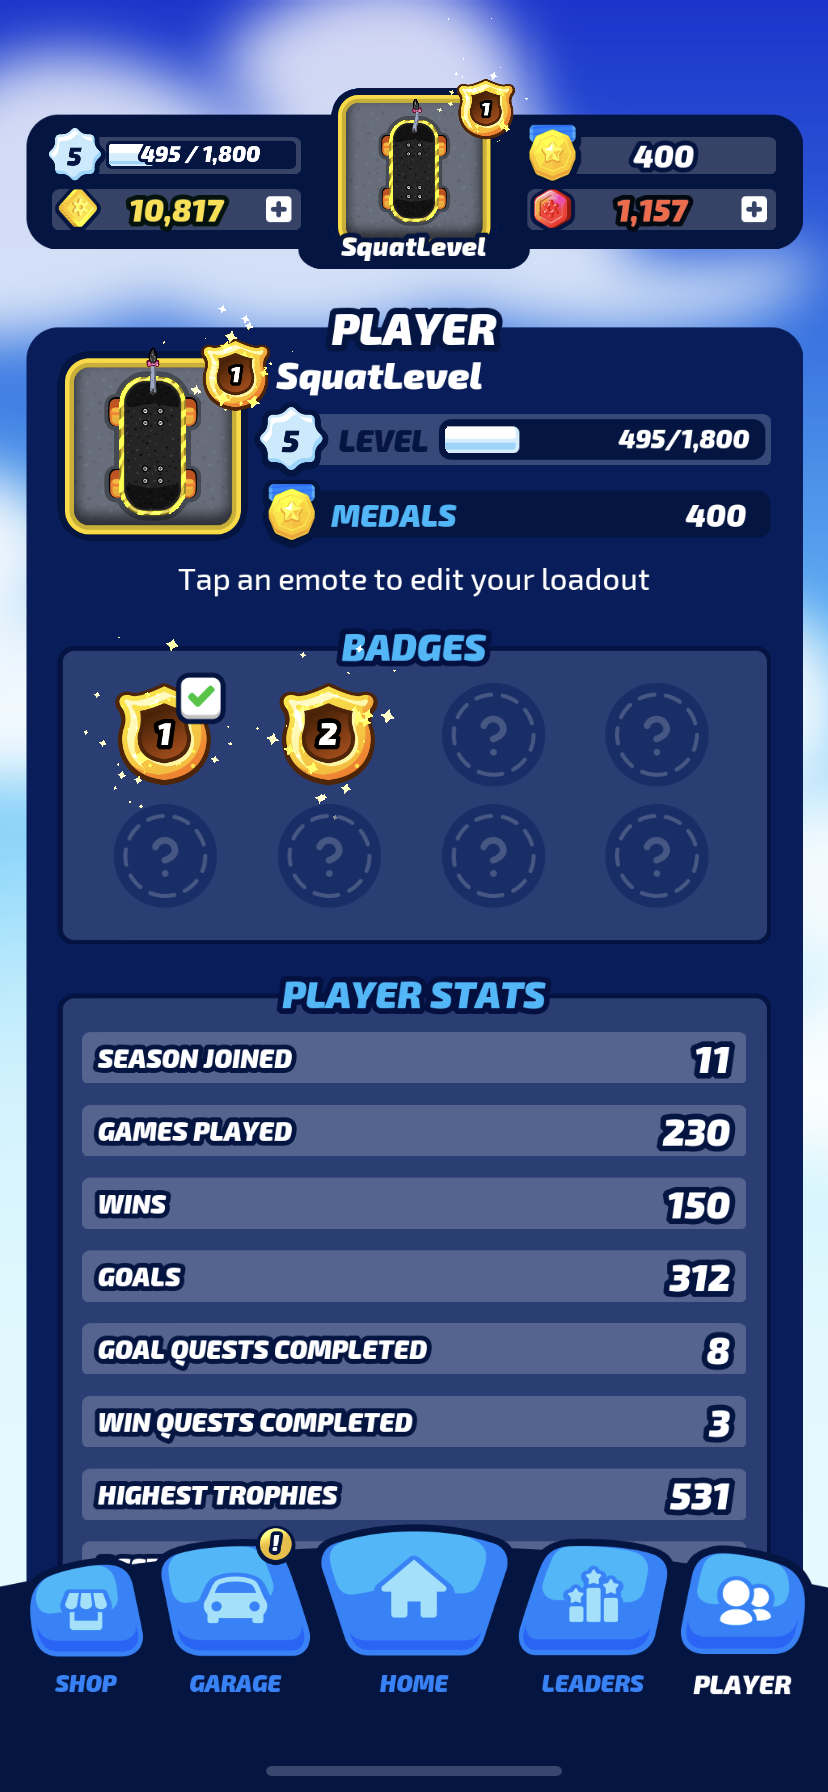 1
5 495 / 1,800 400
10,817 1,157
SquatLevel
PLAYER
1 SquatLevel
5 LEVEL 495/1,800
MEDALS 400
Tap an emote to edit your loadout
BADGES
1 2 ? ?
? ? ? ?
PLAYER STATS
SEASON JOINED 11
GAMES PLAYED 230
WINS 150
GOALS 312
GOAL QUESTS COMPLETED 8
WIN QUESTS COMPLETED 3
HIGHEST TROPHIES 531
!
SHOP GARAGE HOME LEADERS PLAYER